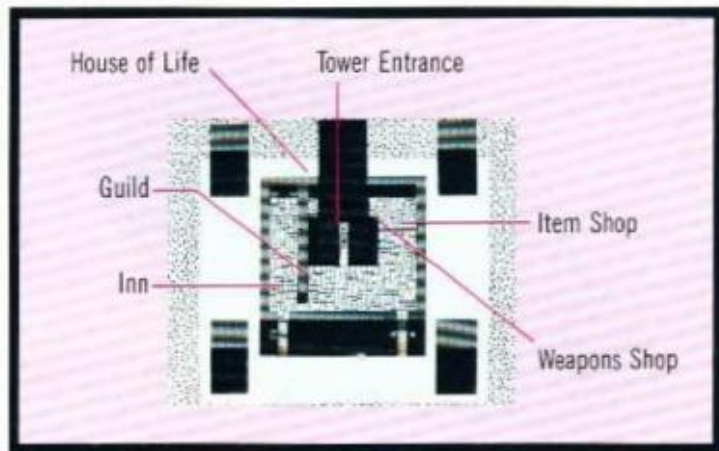 House of Life
Tower Entrance
Guild
Item Shop
Inn
Weapons Shop